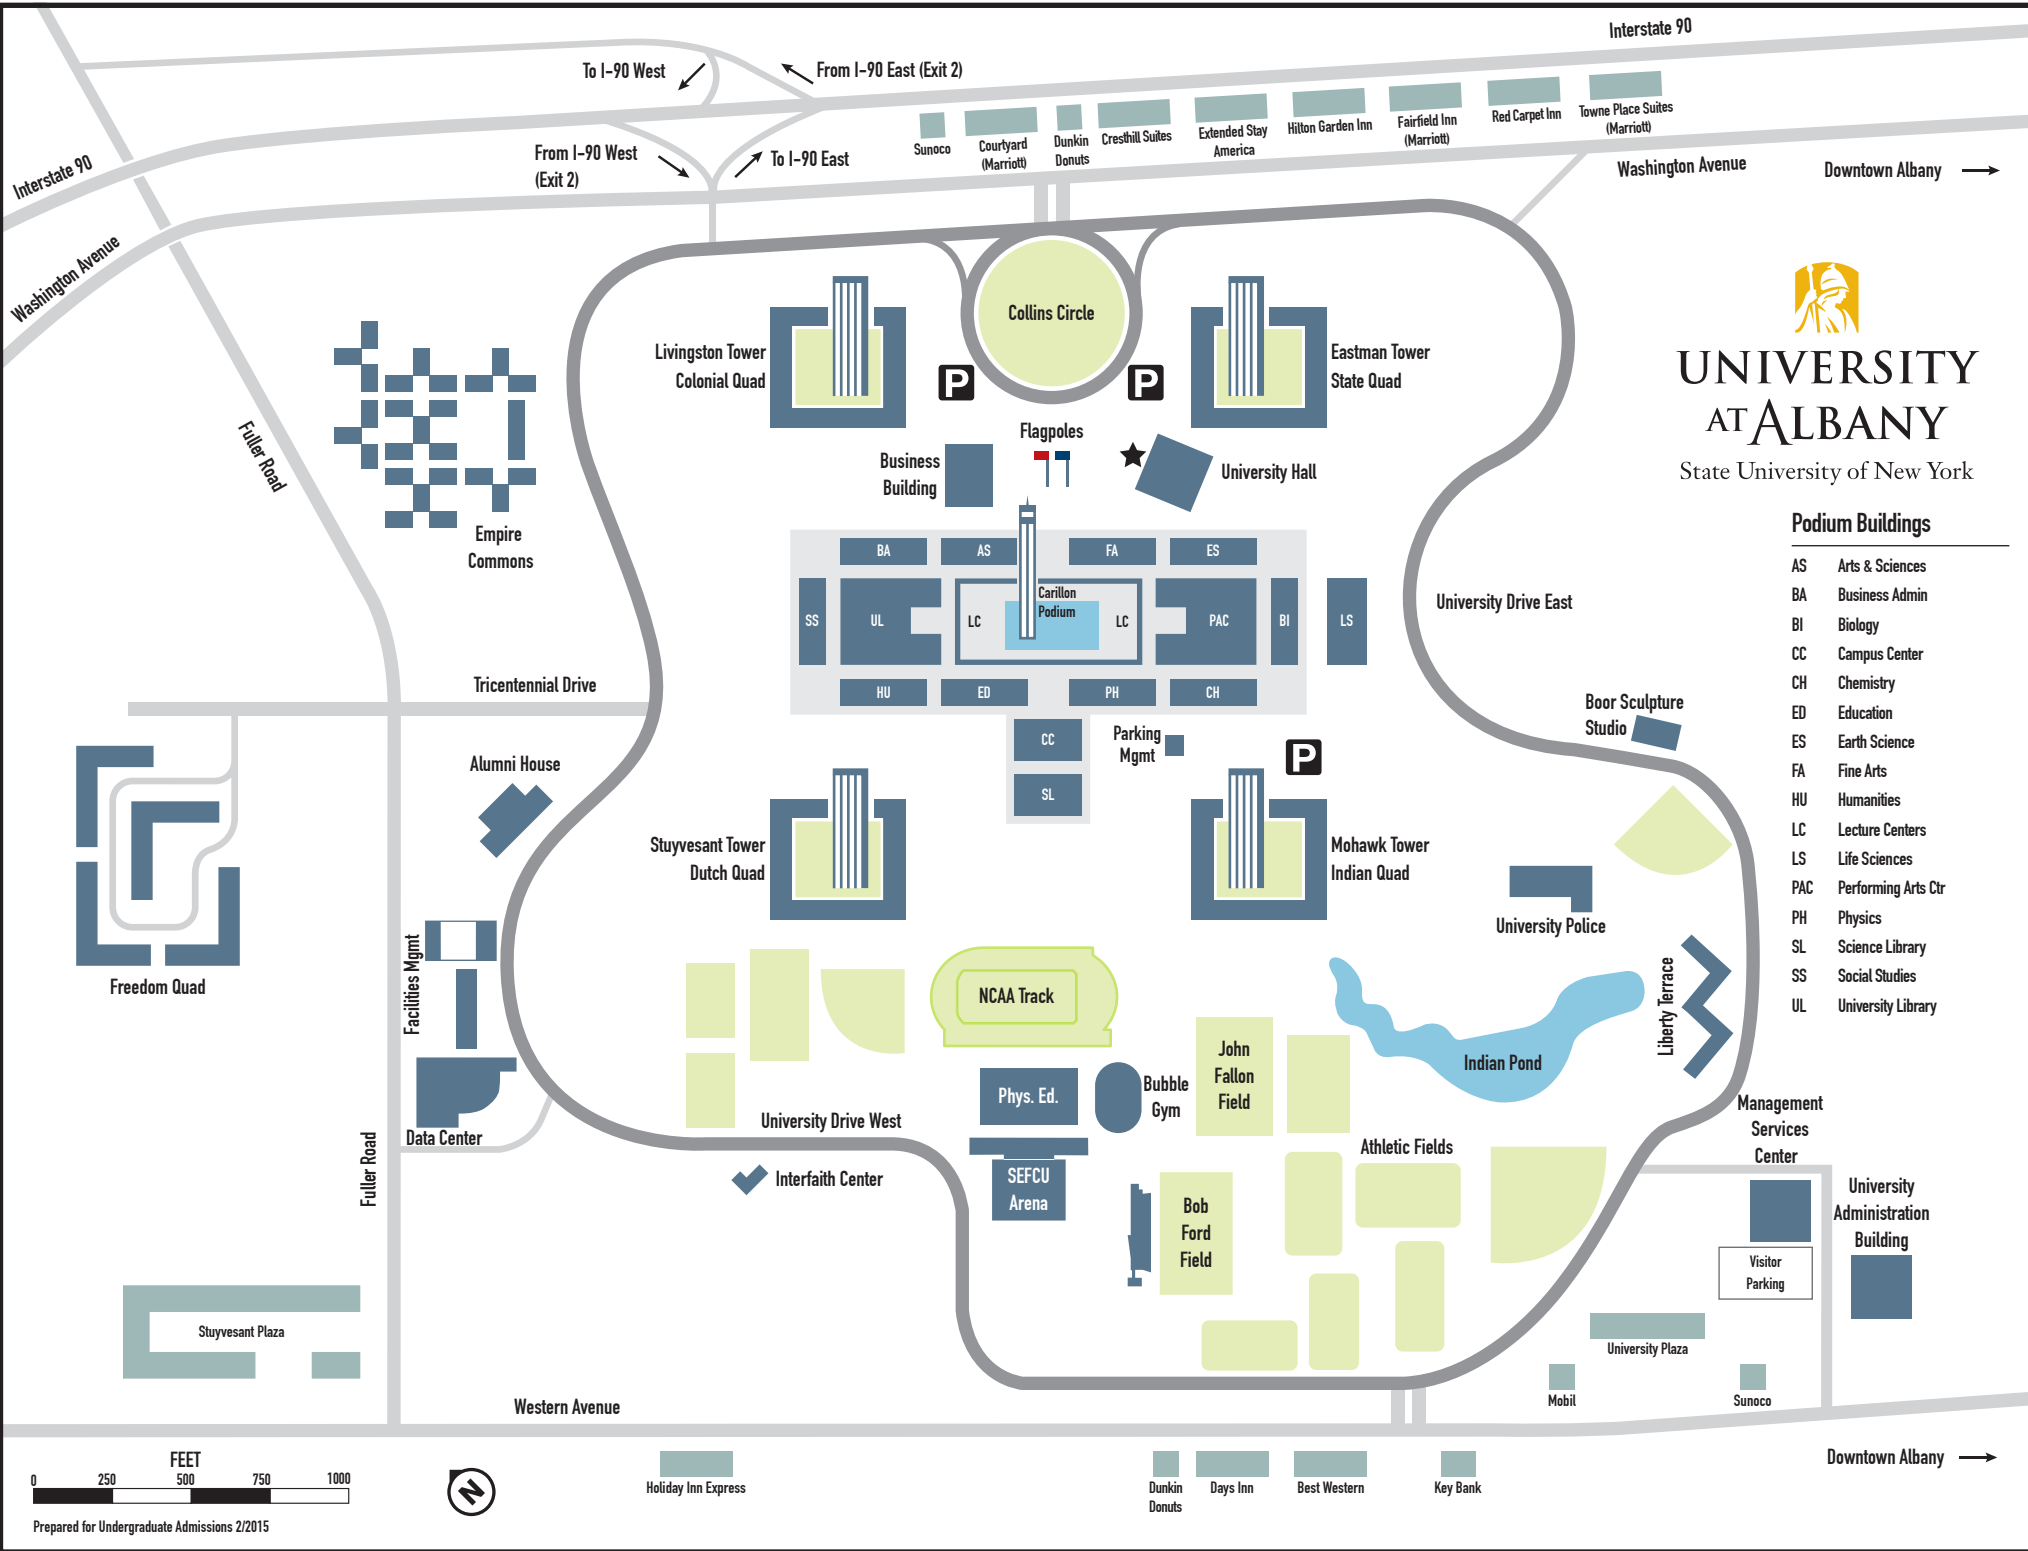 Interstate 90
To I-90 West
From I-90 East (Exit 2)
Sunoco
Courtyard
(Marriott)
Dunkin
Donuts
Cresthill Suites
Extended Stay
America
Hilton Garden Inn
Fairfield Inn
(Marriott)
Red Carpet Inn
Towne Place Suites
(Marriott)
From I-90 West
(Exit 2)
To I-90 East
Interstate 90
Washington Avenue
Downtown Albany
Washington Avenue
Fuller Road
Collins Circle
Livingston Tower
Colonial Quad
P
P
Eastman Tower
State Quad
UNIVERSITY
AT ALBANY
State University of New York
Flagpoles
Business
Building
University Hall
Empire
Commons
BA
AS
FA
ES
SS
UL
LC
Carillon
Podium
LC
PAC
BI
LS
HU
ED
PH
CH
CC
SL
University Drive East
Podium Buildings
AS Arts & Sciences
BA Business Admin
BI Biology
CC Campus Center
CH Chemistry
ED Education
ES Earth Science
FA Fine Arts
HU Humanities
LC Lecture Centers
LS Life Sciences
PAC Performing Arts Ctr
PH Physics
SL Science Library
SS Social Studies
UL University Library
Tricentennial Drive
Boor Sculpture
Studio
Parking
Mgmt
P
Alumni House
Stuyvesant Tower
Dutch Quad
Mohawk Tower
Indian Quad
University Police
Freedom Quad
Facilities Mgmt
NCAA Track
Liberty Terrace
John
Fallon
Field
Indian Pond
Phys. Ed.
Bubble
Gym
Data Center
University Drive West
Athletic Fields
Management
Services
Center
Fuller Road
Interfaith Center
SEFCU
Arena
Bob
Ford
Field
University
Administration
Building
Visitor
Parking
Stuyvesant Plaza
University Plaza
Mobil
Sunoco
Western Avenue
Downtown Albany
FEET
0 250 500 750 1000
N
Holiday Inn Express
Dunkin
Donuts
Days Inn
Best Western
Key Bank
Prepared for Undergraduate Admissions 2/2015